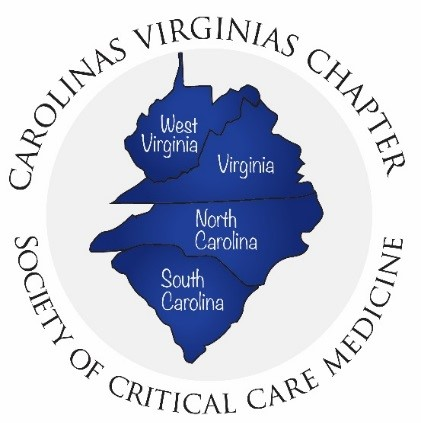 CAROLINAS VIRGINIAS CHAPTER
West
Virginia
Virginia
North
Carolina
South
Carolina
SOCIETY OF CRITICAL CARE MEDICINE